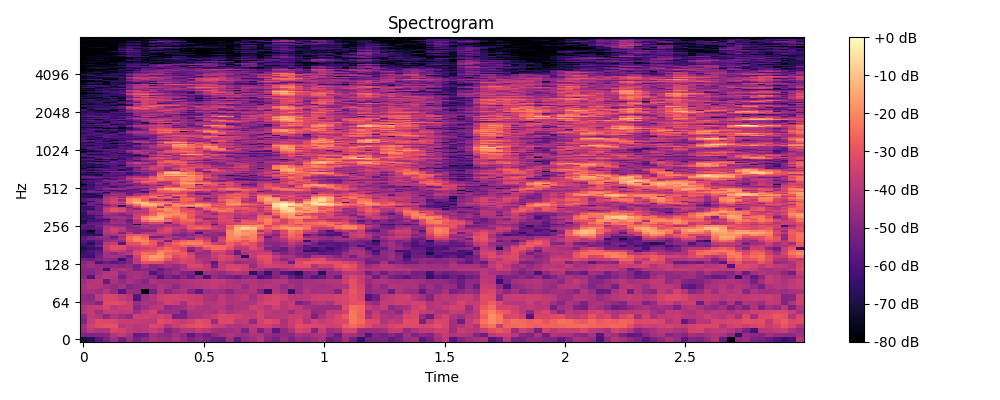 Spectrogram
Hz
4096
2048
1024
512
256
128
64
0
0
0.5
1
1.5
2
2.5
Time
+0 dB
-10 dB
-20 dB
-30 dB
-40 dB
-50 dB
-60 dB
-70 dB
-80 dB